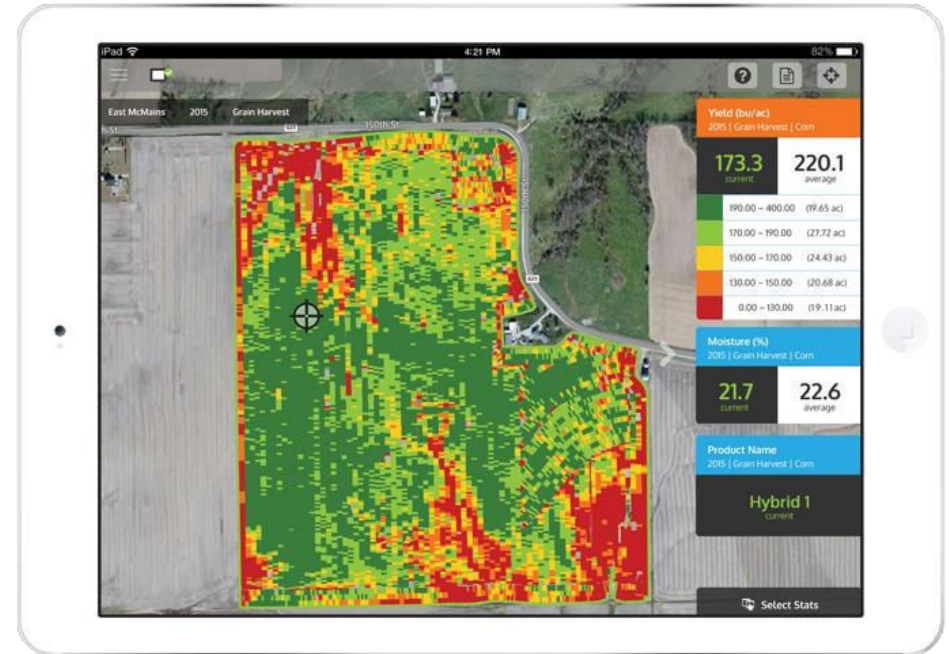 iPad
4:21 PM
82%
East McMains 2015 Grain Harvest
150th St
150th St
Yield (bu/ac)
2015 | Grain Harvest | Corn
173.3 220.1
current average
190.00 – 400.00 (19.65 ac)
170.00 – 190.00 (27.72 ac)
150.00 – 170.00 (24.43 ac)
130.00 – 150.00 (20.68 ac)
0.00 – 130.00 (19.11 ac)
Moisture (%)
2015 | Grain Harvest | Corn
21.7 22.6
current average
Product Name
2015 | Grain Harvest | Corn
Hybrid 1
current
Select Stats